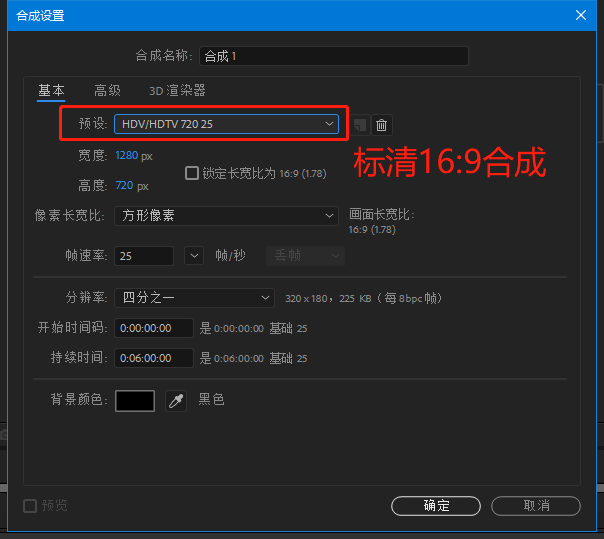 合成设置
合成名称: 合成 1
基本 高级 3D 渲染器
预设: HDV/HDTV 720 25
标清16:9合成
宽度: 1280 px
锁定长宽比为 16:9 (1.78)
高度: 720 px
像素长宽比: 方形像素 画面长宽比:
16:9 (1.78)
帧速率: 25 帧/秒 丢帧
分辨率: 四分之一 320 x 180，225 KB（每 8bpc 帧）
开始时间码: 0:00:00:00 是 0:00:00:00 基础 25
持续时间: 0:06:00:00 是 0:06:00:00 基础 25
背景颜色: 黑色
预览 确定 取消